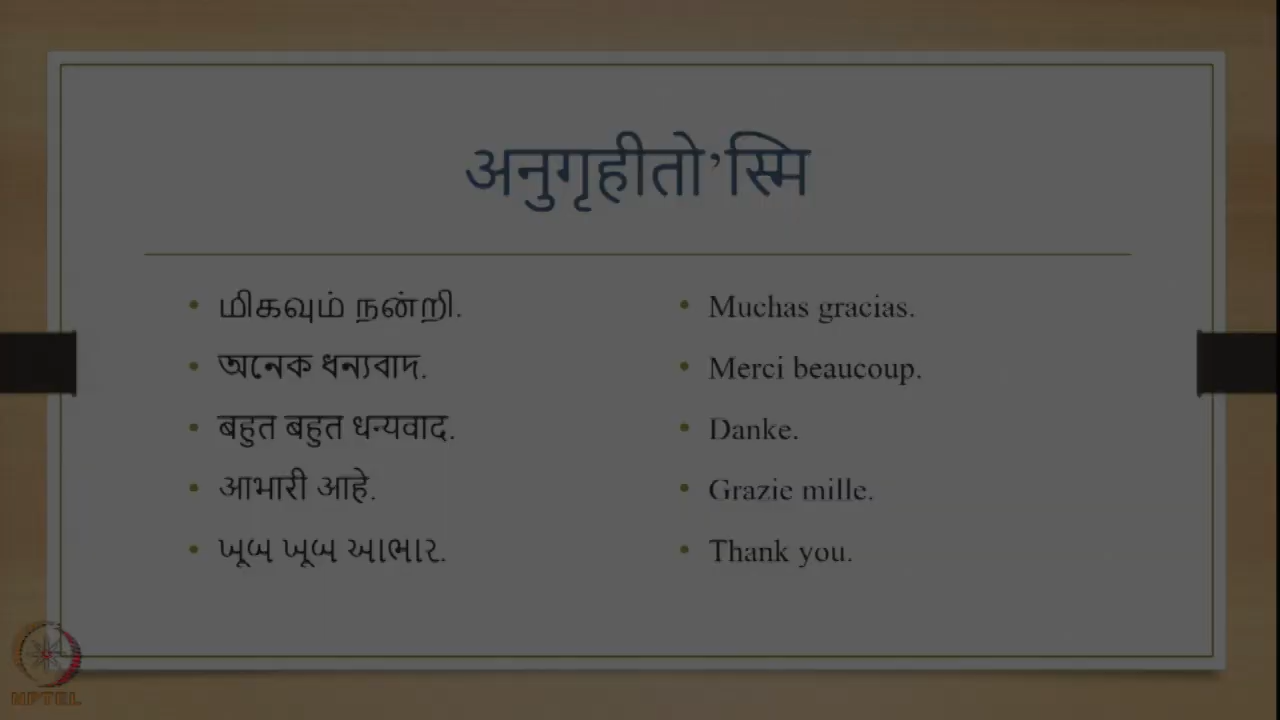 अनुगृहीतो’स्मि
மிகவும் நன்றி.
অনেক ধন্যবাদ.
बहुत बहुत धन्यवाद.
आभारी आहे.
ખૂબ ખૂબ આભાર.
Muchas gracias.
Merci beaucoup.
Danke.
Grazie mille.
Thank you.
NPTEL